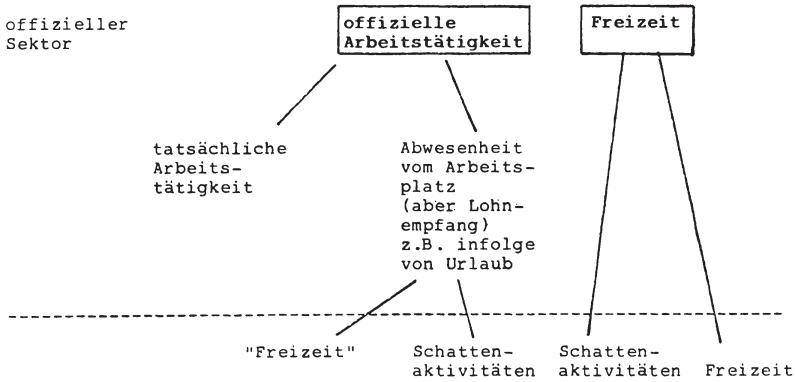 offizieller
Sektor
offizielle
Arbeitstätigkeit
Freizeit
tatsächliche
Arbeits-
tätigkeit
Abwesenheit
vom Arbeits-
platz
(aber Lohn-
empfang)
z.B. infolge
von Urlaub
"Freizeit"
Schatten-
aktivitäten
Schatten-
aktivitäten
Freizeit